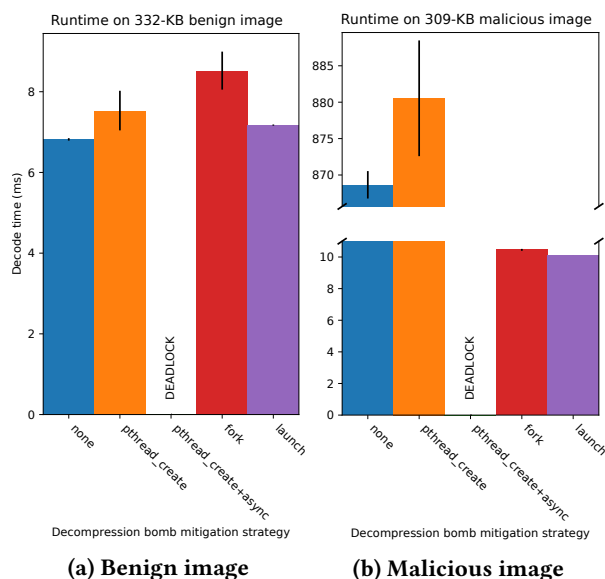 Runtime on 332-KB benign image
Decode time (ms)
8
6
4
2
0
DEADLOCK
none
pthread_create
pthread_create+async
fork
launch
Decompression bomb mitigation strategy
(a) Benign image
Runtime on 309-KB malicious image
885
880
875
870
10
8
6
4
2
0
DEADLOCK
none
pthread_create
pthread_create+async
fork
launch
Decompression bomb mitigation strategy
(b) Malicious image